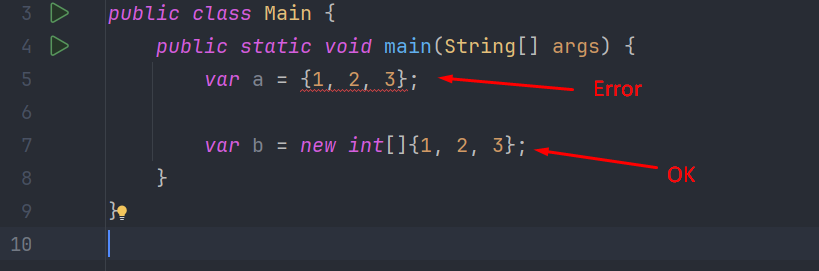 3 public class Main {
4 public static void main(String[] args) {
5 var a = {1, 2, 3}; Error
6
7 var b = new int[]{1, 2, 3}; OK
8 }
9 }
10